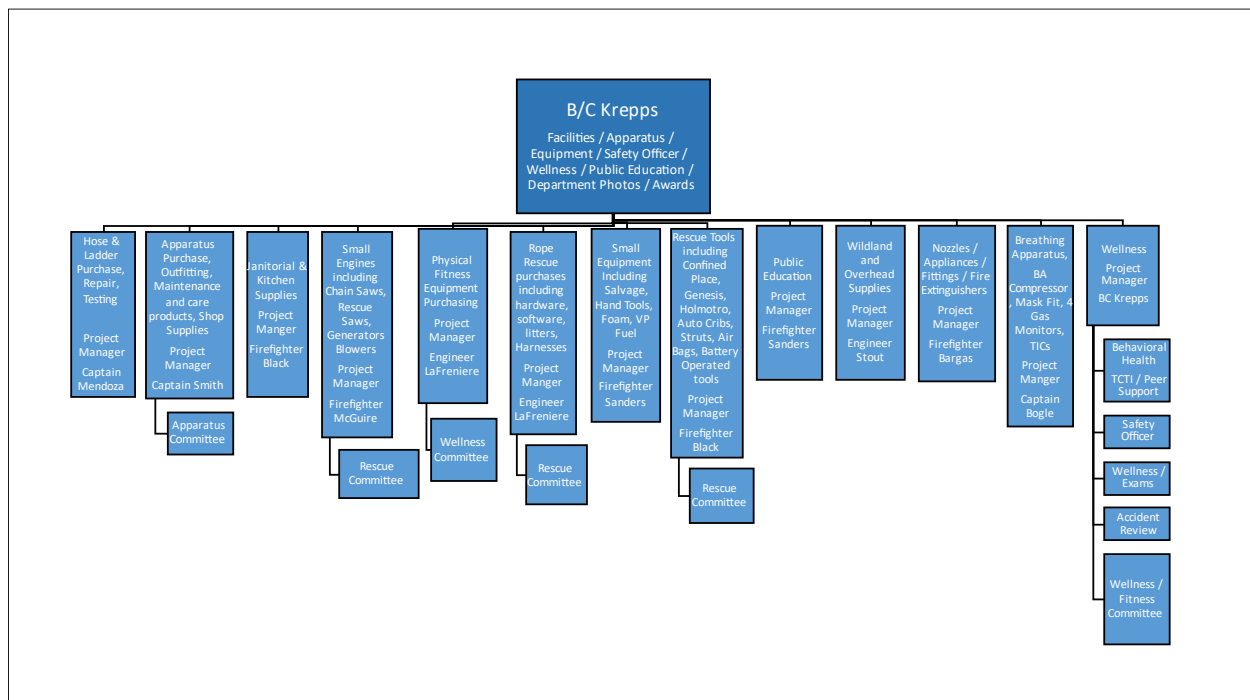 B/C Krepps
Facilities / Apparatus /
Equipment / Safety Officer /
Wellness / Public Education /
Department Photos / Awards
Hose &
Ladder
Purchase,
Repair,
Testing
Project
Manager
Captain
Mendoza
Apparatus
Purchase,
Outfitting,
Maintenance
and care
products, Shop
Supplies
Project
Manager
Captain Smith
Apparatus
Committee
Janitorial &
Kitchen
Supplies
Project
Manger
Firefighter
Black
Small
Engines
including
Chain Saws,
Rescue
Saws,
Generators
Blowers
Project
Manager
Firefighter
McGuire
Rescue
Committee
Physical
Fitness
Equipment
Purchasing
Project
Manager
Engineer
LaFreniere
Wellness
Committee
Rope
Rescue
purchases
including
hardware,
software,
litters,
Harnesses
Project
Manger
Engineer
LaFreniere
Rescue
Committee
Small
Equipment
Including
Salvage,
Hand Tools,
Foam, VP
Fuel
Project
Manager
Firefighter
Sanders
Rescue Tools
including
Confined
Place,
Genesis,
Holmotro,
Auto Cribs,
Struts, Air
Bags, Battery
Operated
tools
Project
Manager
Firefighter
Black
Rescue
Committee
Public
Education
Project
Manager
Firefighter
Sanders
Wildland
and
Overhead
Supplies
Project
Manager
Engineer
Stout
Nozzles /
Appliances /
Fittings / Fire
Extinguishers
Project
Manager
Firefighter
Bargas
Breathing
Apparatus,
BA
Compressor
, Mask Fit, 4
Gas
Monitors,
TICs
Project
Manger
Captain
Bogle
Wellness
Project
Manager
BC Krepps
Behavioral
Health
TCTI / Peer
Support
Safety
Officer
Wellness /
Exams
Accident
Review
Wellness /
Fitness
Committee